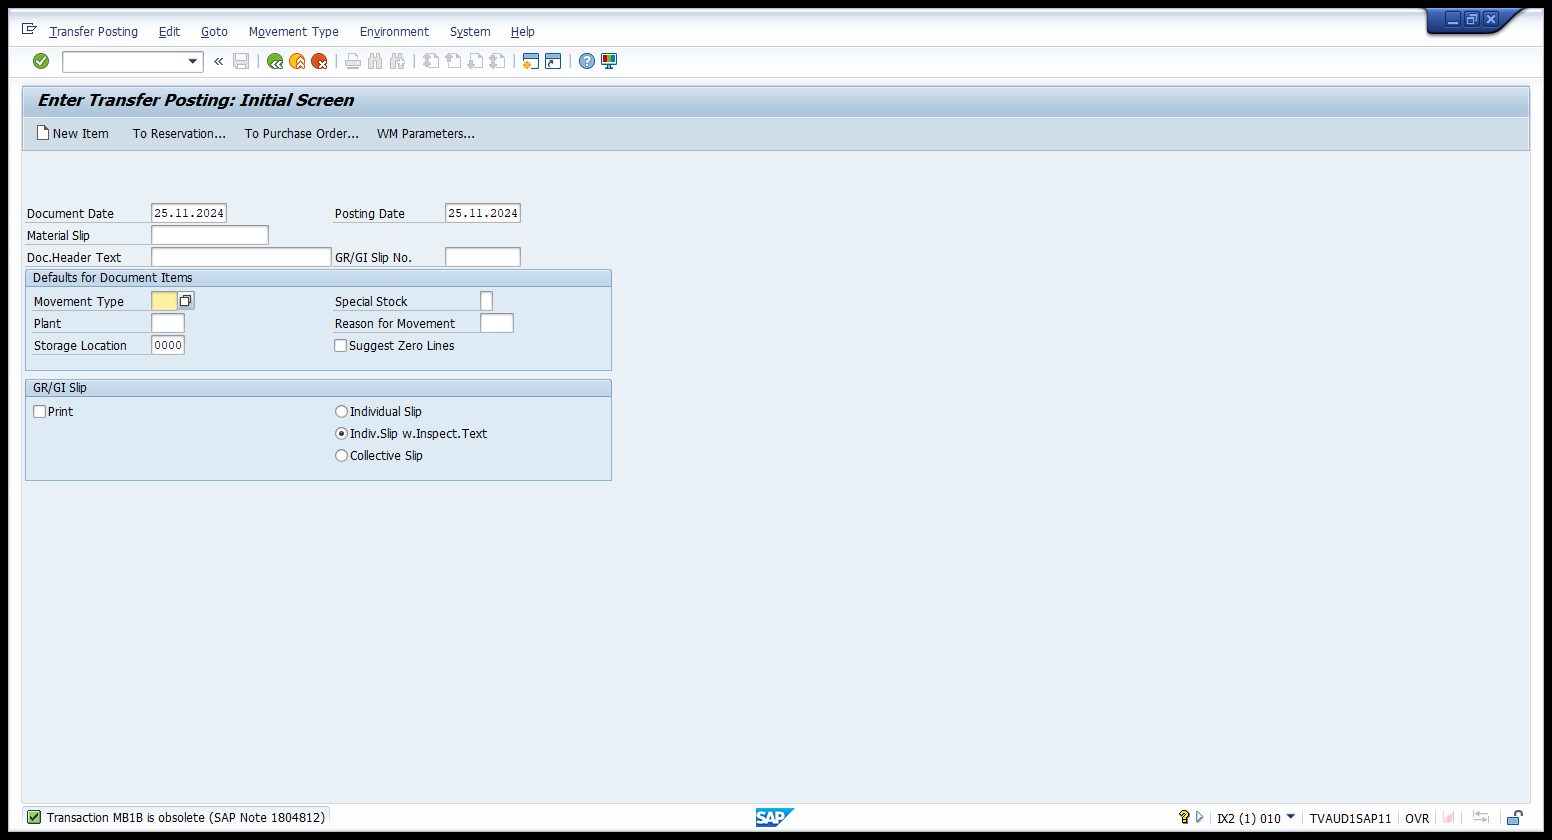 Transfer Posting Edit Goto Movement Type Environment System Help
Enter Transfer Posting: Initial Screen
New Item To Reservation... To Purchase Order... WM Parameters...
Document Date 25.11.2024 Posting Date 25.11.2024
Material Slip
Doc.Header Text GR/GI Slip No.
Defaults for Document Items
Movement Type Special Stock
Plant Reason for Movement
Storage Location 0000 Suggest Zero Lines
GR/GI Slip
Print Individual Slip
Indiv.Slip w.Inspect.Text
Collective Slip
Transaction MB1B is obsolete (SAP Note 1804812) SAP IX2 (1) 010 TVAUD1SAP11 OVR